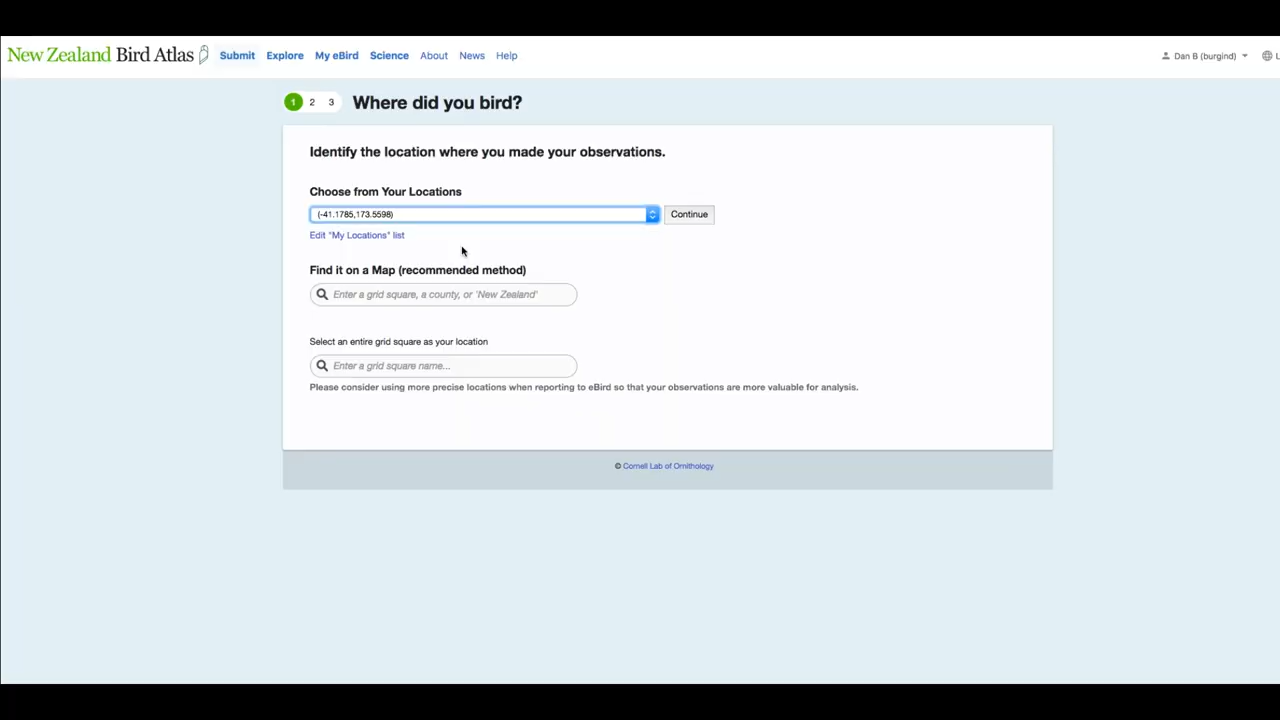 New Zealand Bird Atlas Submit Explore My eBird Science About News Help Dan B (burgind)
1 2 3 Where did you bird?
Identify the location where you made your observations.
Choose from Your Locations
(-41.1785,173.5598) Continue
Edit "My Locations" list
Find it on a Map (recommended method)
Enter a grid square, a county, or 'New Zealand'
Select an entire grid square as your location
Enter a grid square name...
Please consider using more precise locations when reporting to eBird so that your observations are more valuable for analysis.
© Cornell Lab of Ornithology